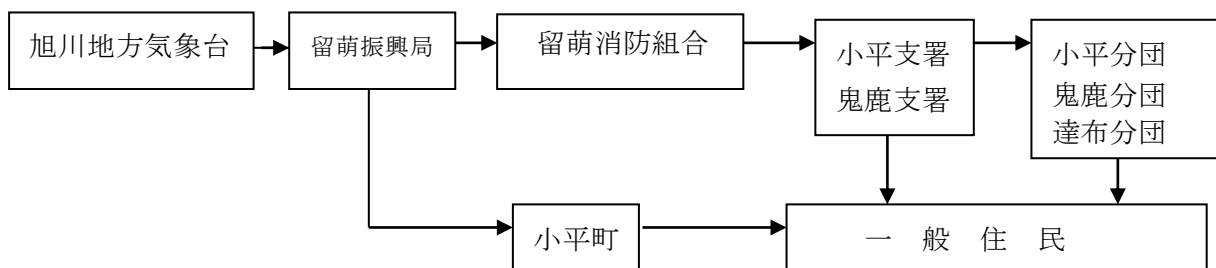 旭川地方気象台
留萌振興局
留萌消防組合
小平支署
鬼鹿支署
小平分団
鬼鹿分団
達布分団
小平町
一 般 住 民